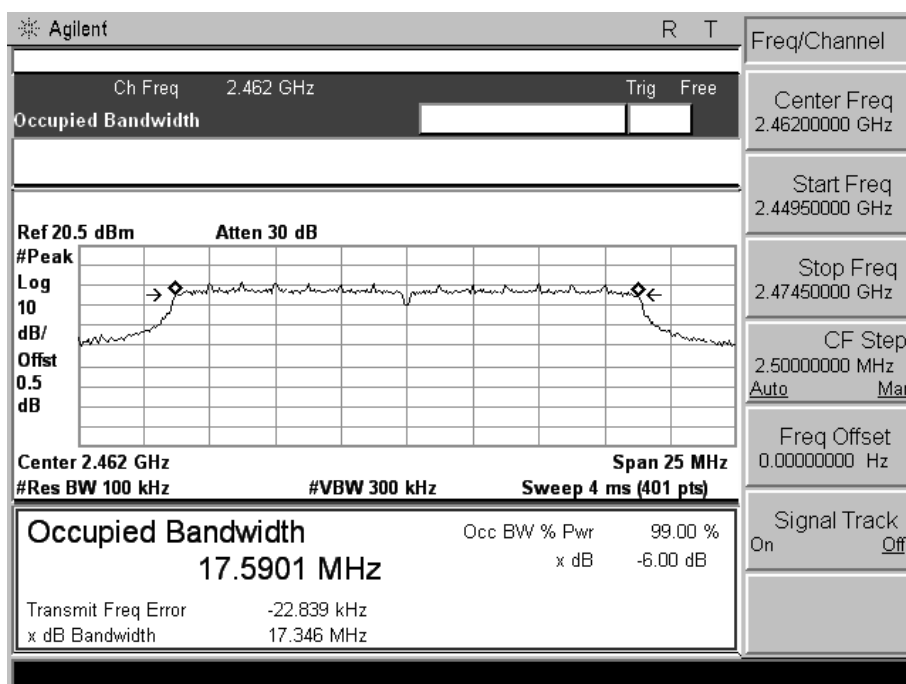 Agilent R T
Freq/Channel
Ch Freq 2.462 GHz Trig Free
Occupied Bandwidth
Center Freq
2.46200000 GHz
Start Freq
2.44950000 GHz
Stop Freq
2.47450000 GHz
CF Step
2.50000000 MHz
Auto Man
Freq Offset
0.00000000 Hz
Signal Track
On Off
Ref 20.5 dBm Atten 30 dB
#Peak
Log
10
dB/
Offst
0.5
dB
Center 2.462 GHz Span 25 MHz
#Res BW 100 kHz #VBW 300 kHz Sweep 4 ms (401 pts)
Occupied Bandwidth
17.5901 MHz
Occ BW % Pwr 99.00 %
x dB -6.00 dB
Transmit Freq Error -22.839 kHz
x dB Bandwidth 17.346 MHz